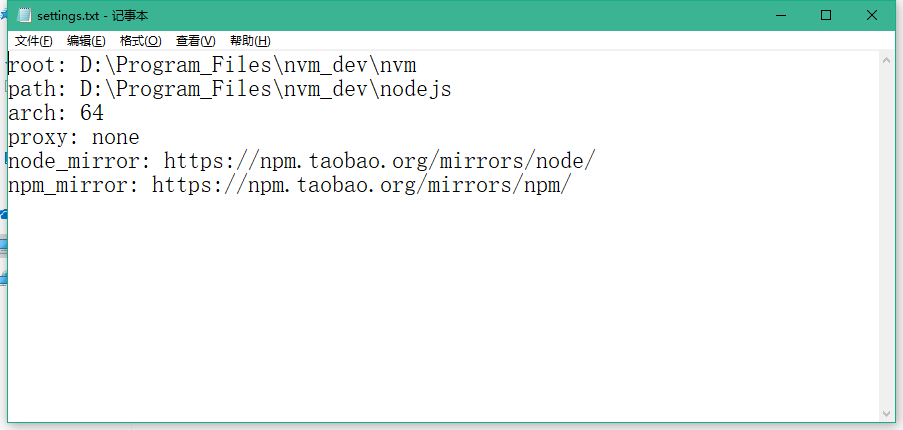 settings.txt - 记事本
文件(F) 编辑(E) 格式(O) 查看(V) 帮助(H)
root: D:\Program_Files\nvm_dev\nvm
path: D:\Program_Files\nvm_dev\nodejs
arch: 64
proxy: none
node_mirror: https://npm.taobao.org/mirrors/node/
npm_mirror: https://npm.taobao.org/mirrors/npm/